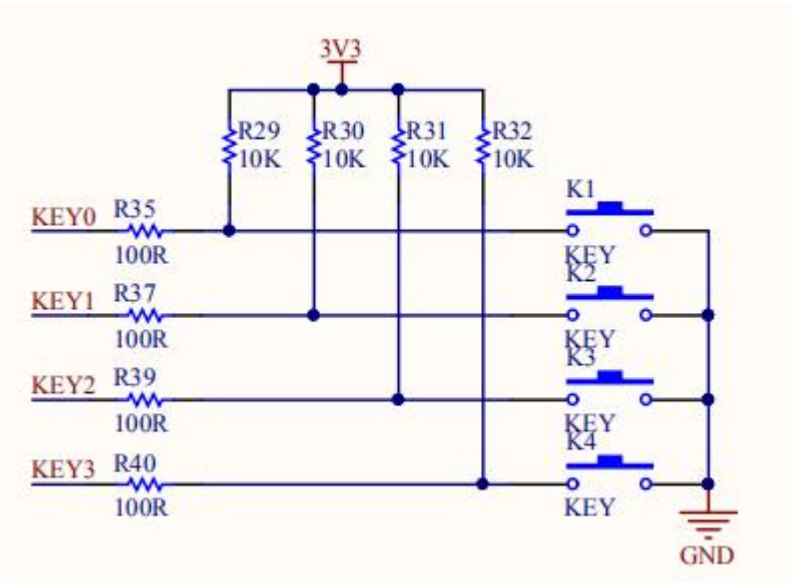 3V3
R29
10K
R30
10K
R31
10K
R32
10K
KEY0
R35
100R
K1
KEY
KEY1
R37
100R
K2
KEY
KEY2
R39
100R
K3
KEY
KEY3
R40
100R
K4
KEY
GND